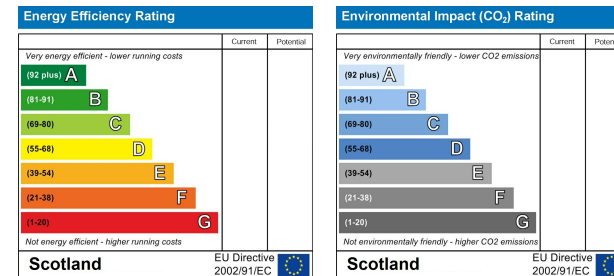 Energy Efficiency Rating
Current Potential
Very energy efficient - lower running costs
(92 plus) A
(81-91) B
(69-80) C
(55-68) D
(39-54) E
(21-38) F
(1-20) G
Not energy efficient - higher running costs
Scotland
EU Directive
2002/91/EC
Environmental Impact (CO₂) Rating
Current Poten
Very environmentally friendly - lower CO2 emissions
(92 plus) A
(81-91) B
(69-80) C
(55-68) D
(39-54) E
(21-38) F
(1-20) G
Not environmentally friendly - higher CO2 emissions
Scotland
EU Directive
2002/91/EC